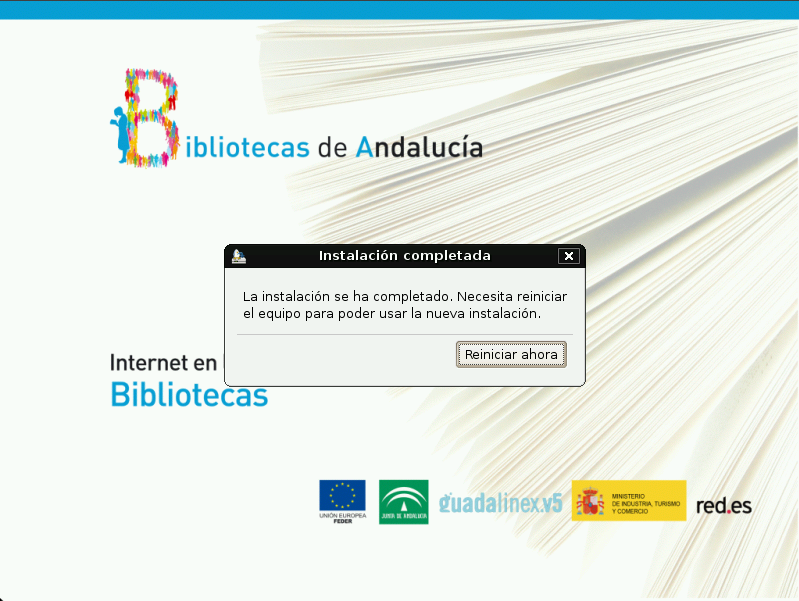 Bibliotecas de Andalucía
Instalación completada
La instalación se ha completado. Necesita reiniciar
el equipo para poder usar la nueva instalación.
Reiniciar ahora
Internet en
Bibliotecas
UNIÓN EUROPEA
FEDER
JUNTA DE ANDALUCIA
guadalinex.v5
MINISTERIO
DE INDUSTRIA, TURISMO
Y COMERCIO
red.es